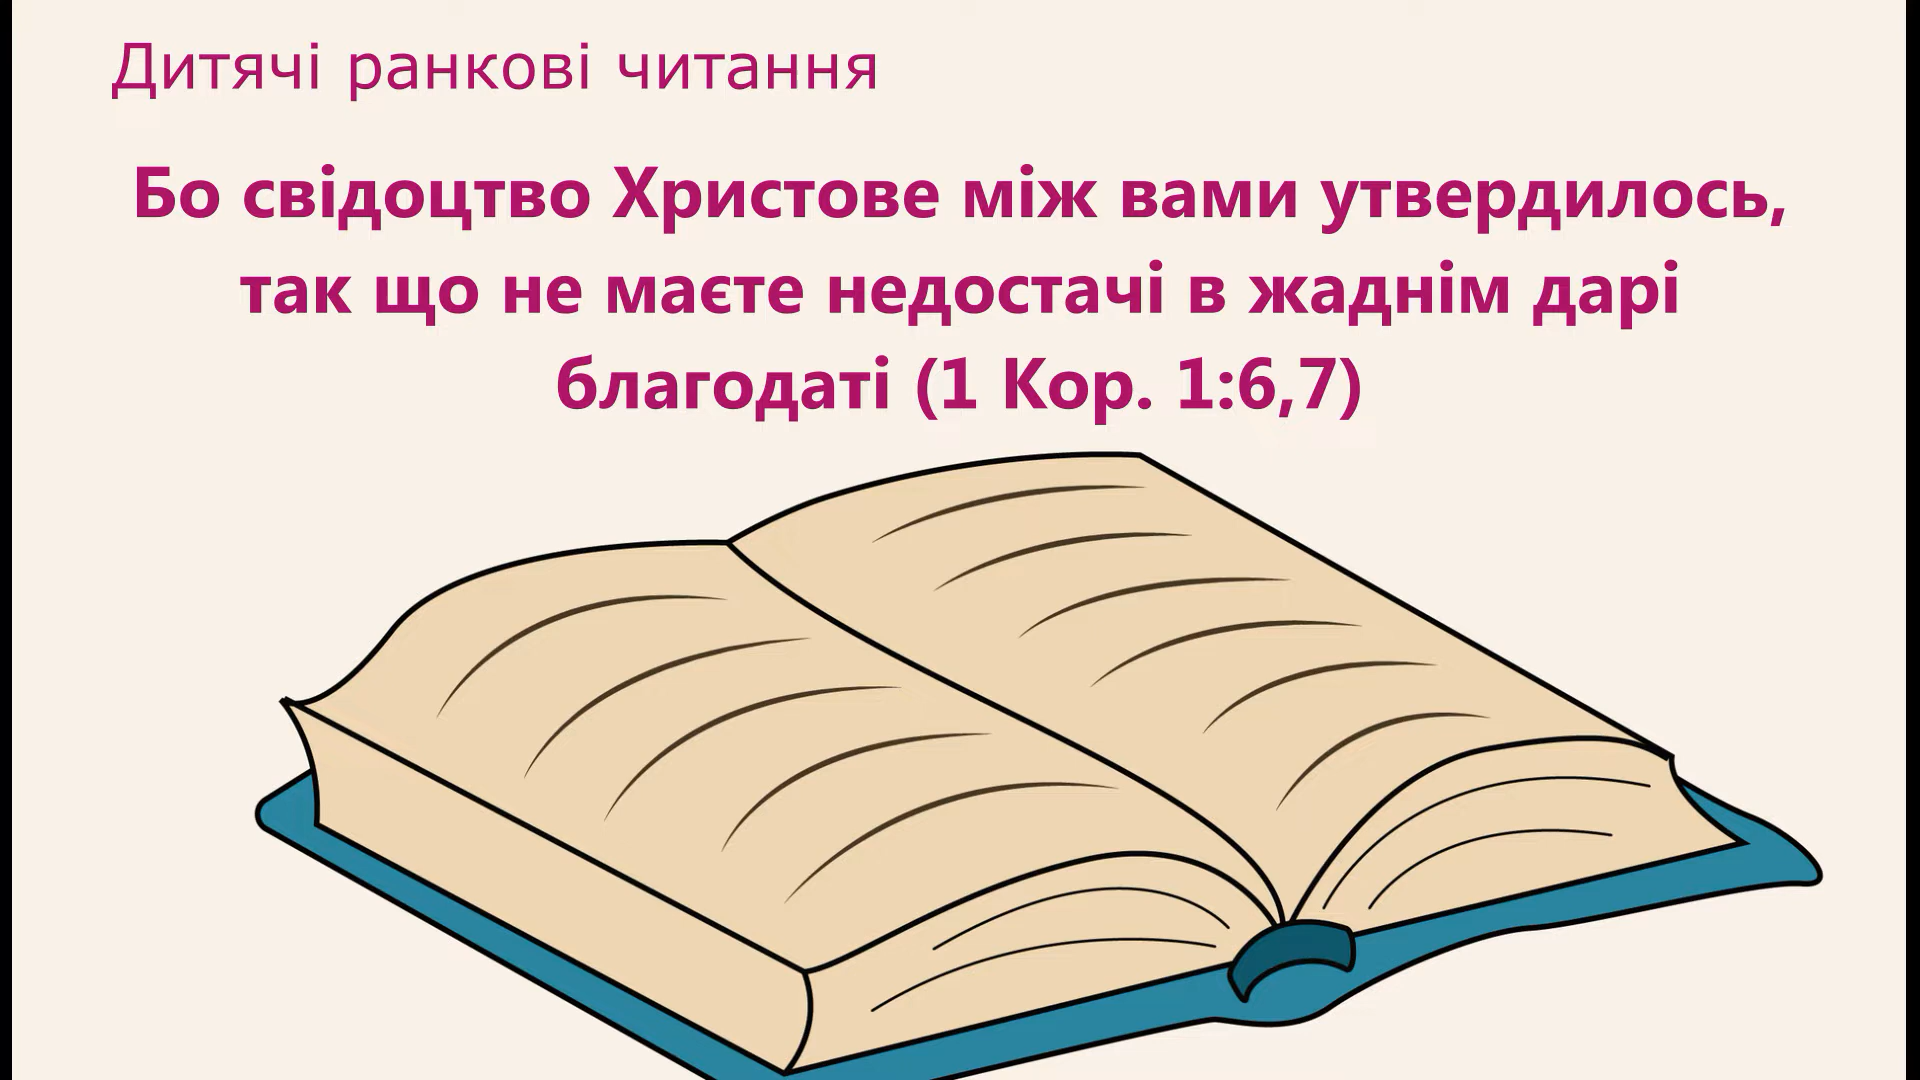 Дитячі ранкові читання
Бо свідоцтво Христове між вами утвердилось,
так що не маєте недостачі в жаднім дарі
благодаті (1 Кор. 1:6,7)